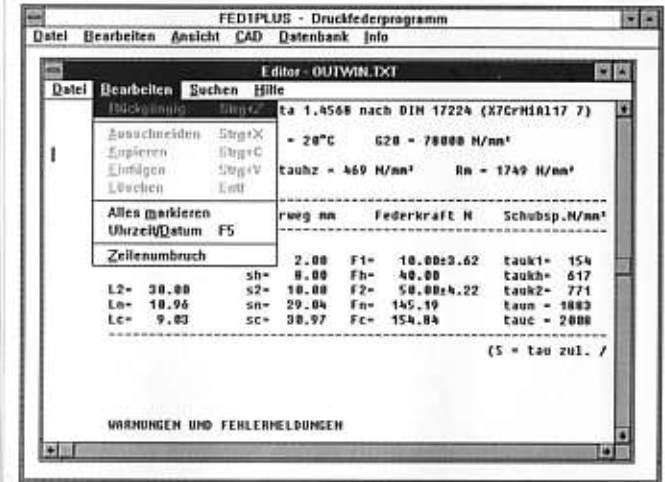 FED1PLUS - Druckfederprogramm
Datei Bearbeiten Ansicht CAD Datenbank Info
Editor - OUTWIN.TXT
Datei Bearbeiten Suchen Hilfe
Rückgängig Strg+Z ta 1.4568 nach DIN 17224 (X7CrNiAl17 7)
Ausschneiden Strg+X = 20°C G20 = 78000 N/mm²
Kopieren Strg+C
Einfügen Strg+V tauhz = 469 N/mm² Rm = 1749 N/mm²
Löschen Entf
Alles markieren rweg mm Federkraft N Schubsp.N/mm²
Uhrzeit/Datum F5
Zeilenumbruch 2.00 F1= 10.00±3.62 tauk1= 154
sh= 8.00 Fh= 40.00 taukh= 617
L2= 30.00 s2= 10.00 F2= 50.00±4.22 tauk2= 771
Ln= 10.96 sn= 29.04 Fn= 145.19 taun = 1883
Lc= 9.03 sc= 30.97 Fc= 154.84 tauc = 2008
(S = tau zul. /
WARNUNGEN UND FEHLERMELDUNGEN